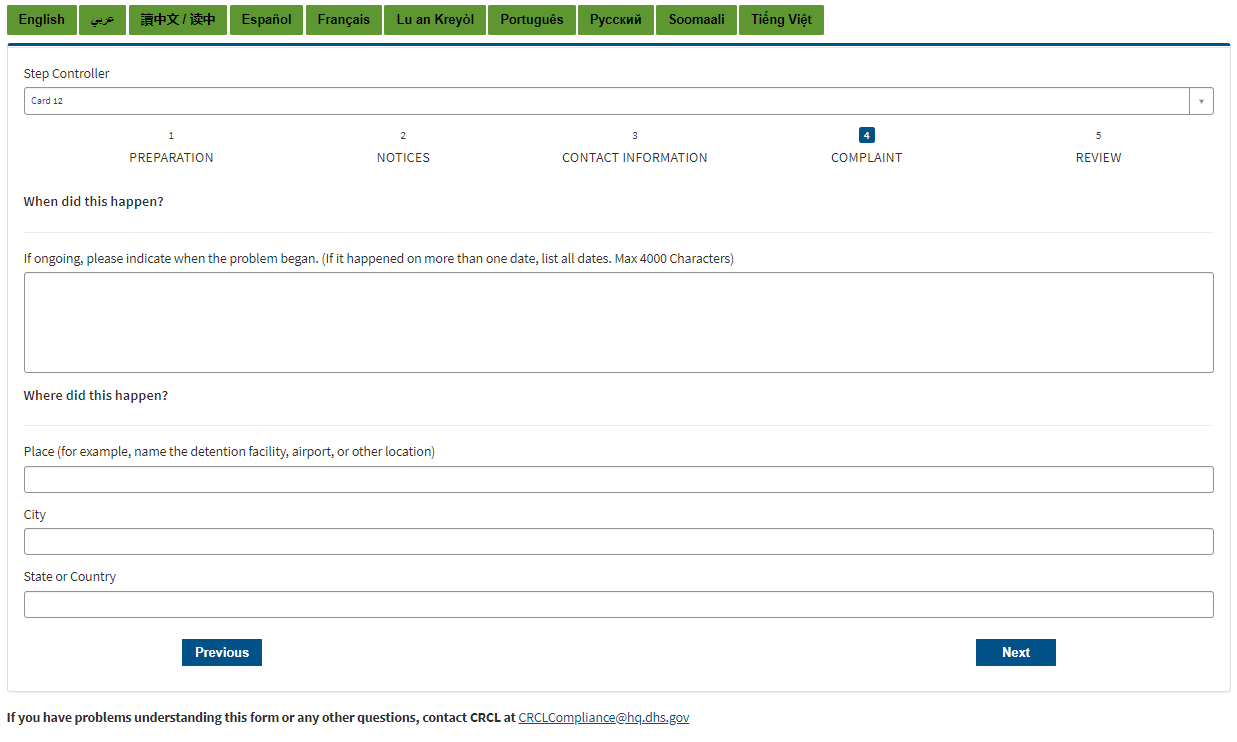 English عربي 讀中文 / 读中 Español Français Lu an Kreyòl Português Русский Soomaali Tiếng Việt
Step Controller
Card 12
1 2 3 4 5
PREPARATION NOTICES CONTACT INFORMATION COMPLAINT REVIEW
When did this happen?
If ongoing, please indicate when the problem began. (If it happened on more than one date, list all dates. Max 4000 Characters)
Where did this happen?
Place (for example, name the detention facility, airport, or other location)
City
State or Country
Previous Next
If you have problems understanding this form or any other questions, contact CRCL at CRCLCompliance@hq.dhs.gov